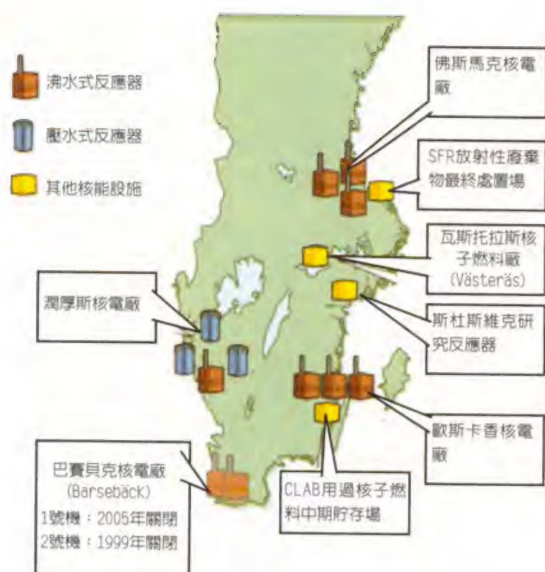 沸水式反應器
壓水式反應器
其他核能設施
佛斯馬克核電
廠
SFR放射性廢棄
物最終處置場
瓦斯托拉斯核
子燃料廠
(Västeräs)
斯杜斯維克研
究反應器
歐斯卡香核電
廠
潤厚斯核電廠
巴賽貝克核電廠
(Barsebäck)
1號機：2005年關閉
2號機：1999年關閉
CLAB用過核子燃
料中期貯存場